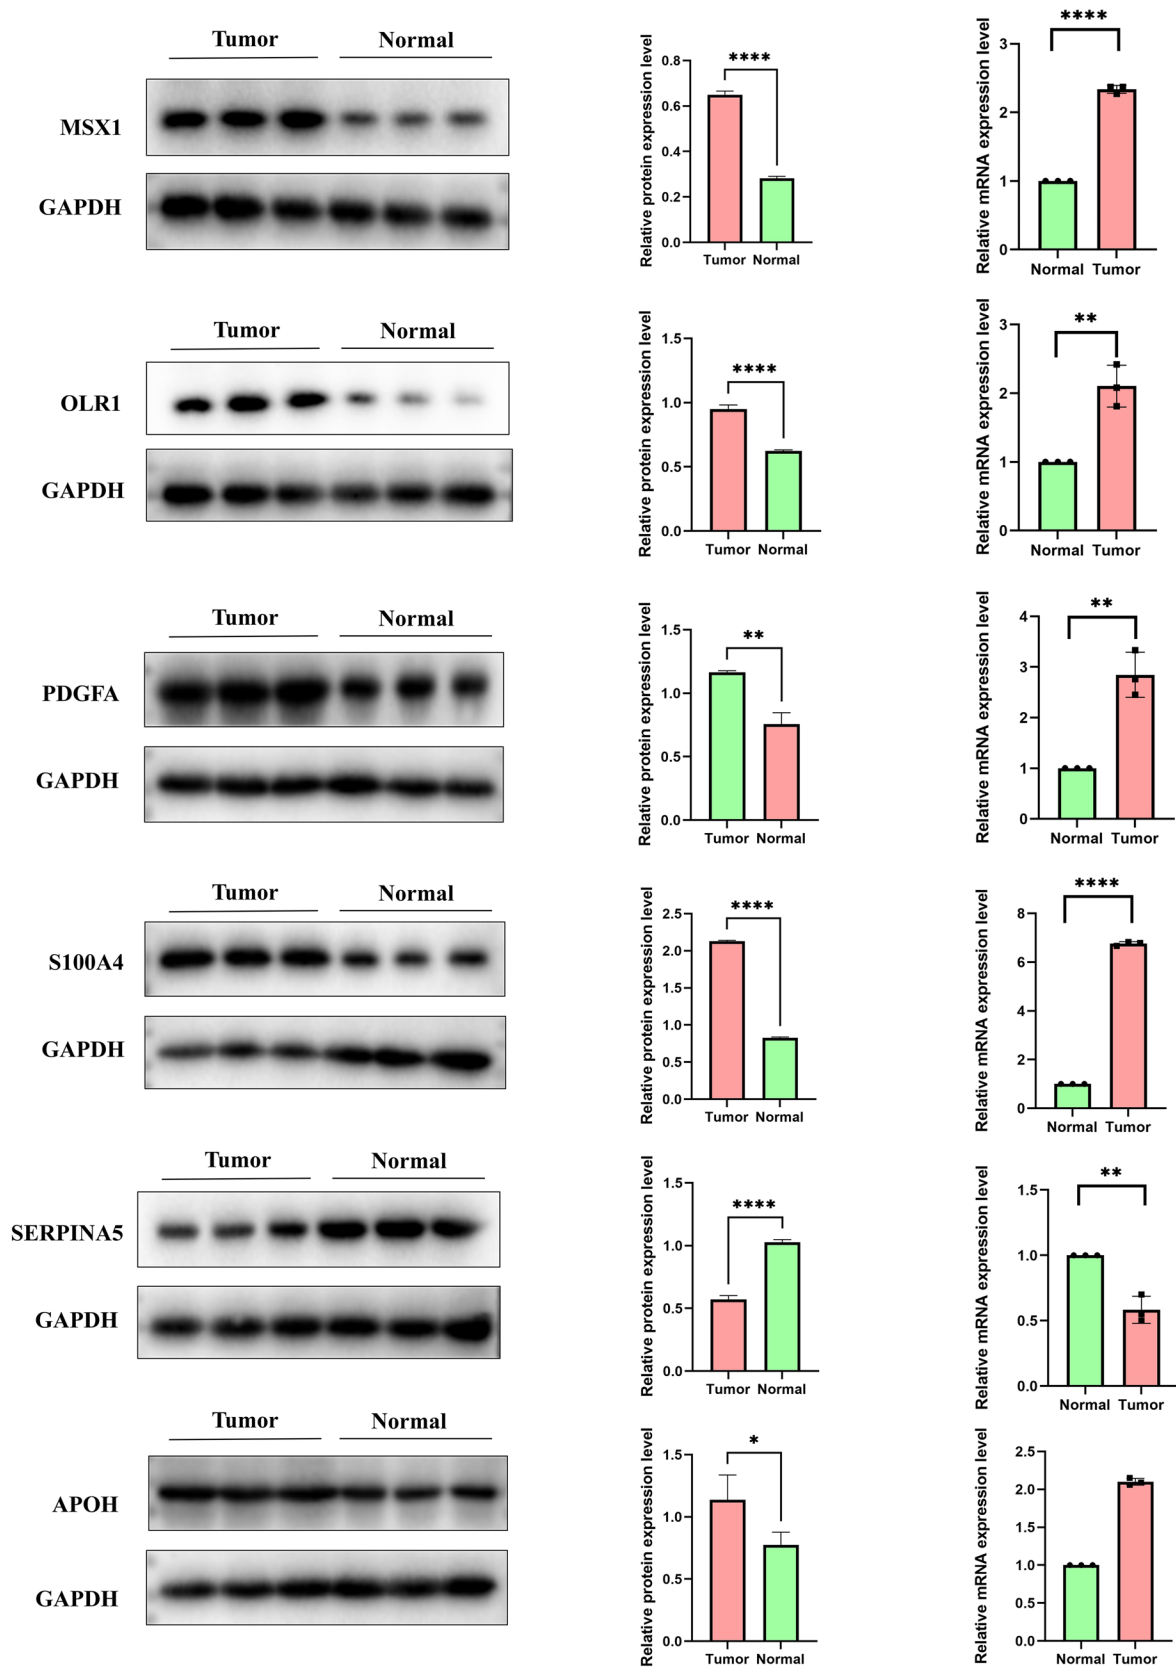 Tumor Normal
MSX1
GAPDH
Relative protein expression level
0.8
0.6
0.4
0.2
0.0
****
Tumor Normal
Relative mRNA expression level
3
2
1
0
****
Normal Tumor
Tumor Normal
OLR1
GAPDH
Relative protein expression level
1.5
1.0
0.5
0.0
****
Tumor Normal
Relative mRNA expression level
3
2
1
0
**
Normal Tumor
Tumor Normal
PDGFA
GAPDH
Relative protein expression level
1.5
1.0
0.5
0.0
**
Tumor Normal
Relative mRNA expression level
4
3
2
1
0
**
Normal Tumor
Tumor Normal
S100A4
GAPDH
Relative protein expression level
2.5
2.0
1.5
1.0
0.5
0.0
****
Tumor Normal
Relative mRNA expression level
8
6
4
2
0
****
Normal Tumor
Tumor Normal
SERPINA5
GAPDH
Relative protein expression level
1.5
1.0
0.5
0.0
****
Tumor Normal
Relative mRNA expression level
1.5
1.0
0.5
0.0
**
Normal Tumor
Tumor Normal
APOH
GAPDH
Relative protein expression level
1.5
1.0
0.5
0.0
*
Tumor Normal
Relative mRNA expression level
2.5
2.0
1.5
1.0
0.5
0.0
Normal Tumor